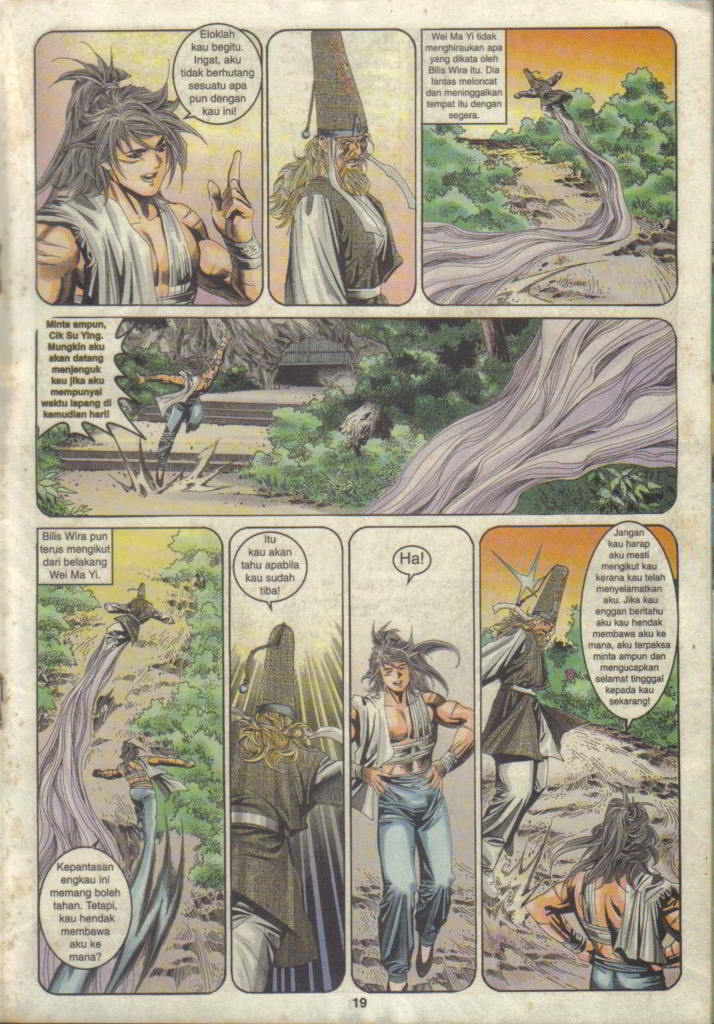 Eloklah
kau begitu.
Ingat, aku
tidak berhutang
sesuatu apa
pun dengan
kau ini!
Wei Ma Yi tidak
menghiraukan apa
yang dikata oleh
Bilis Wira itu. Dia
lantas meloncat
dan meninggalkan
tempat itu dengan
segera.
Minta ampun,
Cik Su Ying.
Mungkin aku
akan datang
menjenguk
kau jika aku
mempunyai
waktu lapang di
kemudian hari!
Bilis Wira pun
terus mengikut
dari belakang
Wei Ma Yi.
Kepantasan
engkau ini
memang boleh
tahan. Tetapi,
kau hendak
membawa
aku ke
mana?
Itu
kau akan
tahu apabila
kau sudah
tiba!
Ha!
Jangan
kau harap
aku mesti
mengikut kau
kerana kau telah
menyelamatkan
aku. Jika kau
enggan beritahu
aku kau hendak
membawa aku ke
mana, aku terpaksa
minta ampun dan
mengucapkan
selamat tingggal
kepada kau
sekarang!
19